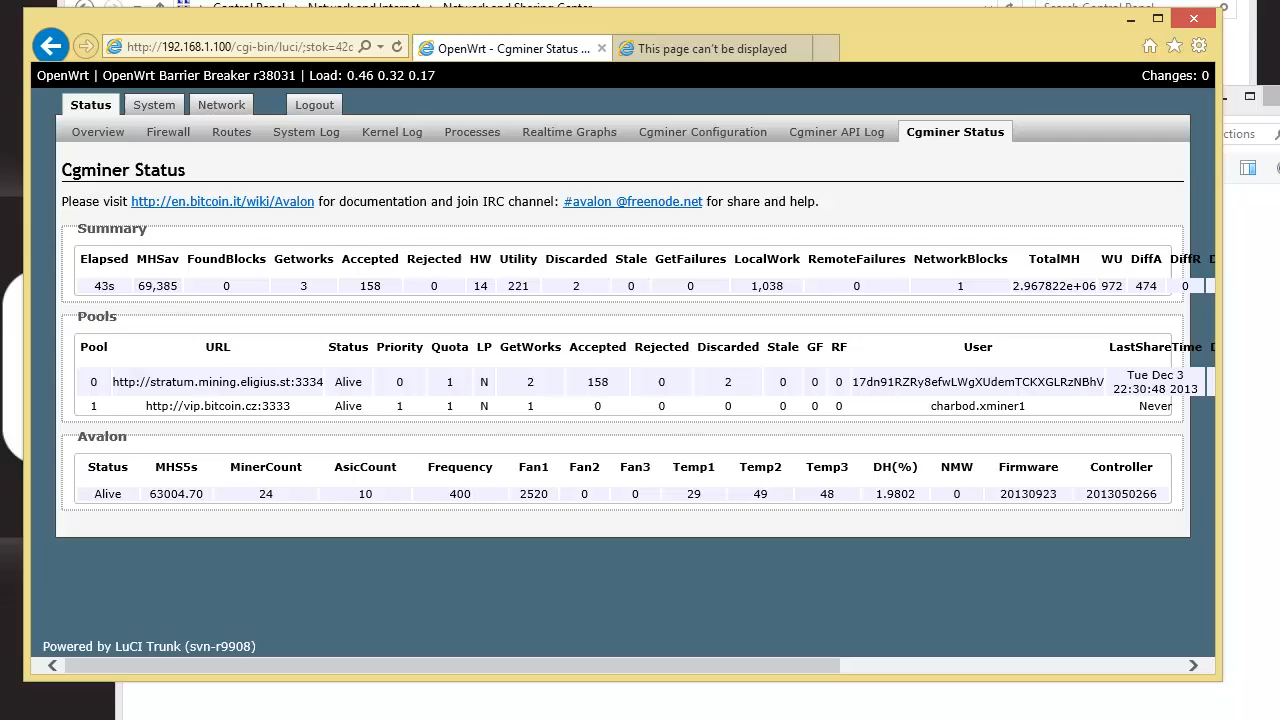 Control Panel Network and Internet Network and Sharing Center
http://192.168.1.100/cgi-bin/luci/;stok=42c
OpenWrt - Cgminer Status ...
This page can't be displayed
OpenWrt | OpenWrt Barrier Breaker r38031 | Load: 0.46 0.32 0.17
Changes: 0
Status System Network Logout
Overview Firewall Routes System Log Kernel Log Processes Realtime Graphs Cgminer Configuration Cgminer API Log Cgminer Status
Cgminer Status
Please visit http://en.bitcoin.it/wiki/Avalon for documentation and join IRC channel: #avalon @freenode.net for share and help.
Summary
Elapsed MHSav FoundBlocks Getworks Accepted Rejected HW Utility Discarded Stale GetFailures LocalWork RemoteFailures NetworkBlocks TotalMH WU DiffA DiffR
43s 69,385 0 3 158 0 14 221 2 0 0 1,038 0 1 2.967822e+06 972 474 0
Pools
Pool URL Status Priority Quota LP GetWorks Accepted Rejected Discarded Stale GF RF User LastShareTime
0 http://stratum.mining.eligius.st:3334 Alive 0 1 N 2 158 0 2 0 0 0 17dn91RZRy8efwLWgXUdemTCKXGLRzNBhV Tue Dec 3
22:30:48 2013
1 http://vip.bitcoin.cz:3333 Alive 1 1 N 1 0 0 0 0 0 0 charbod.xminer1 Never
Avalon
Status MHS5s MinerCount AsicCount Frequency Fan1 Fan2 Fan3 Temp1 Temp2 Temp3 DH(%) NMW Firmware Controller
Alive 63004.70 24 10 400 2520 0 0 29 49 48 1.9802 0 20130923 2013050266
Powered by LuCI Trunk (svn-r9908)